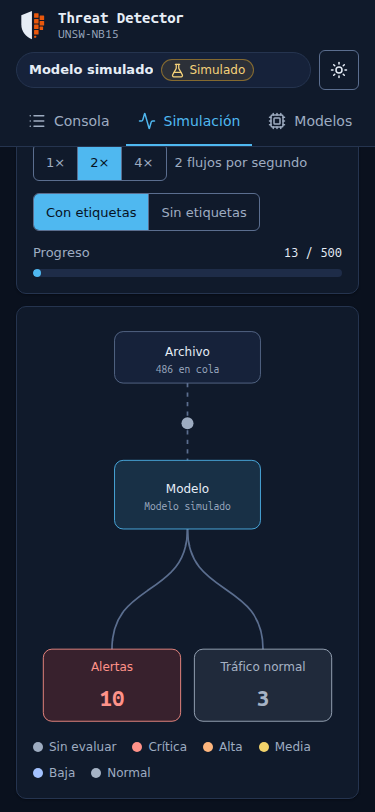 Threat Detector
UNSW-NB15
Modelo simulado Simulado
Consola Simulación Modelos
1× 2× 4× 2 flujos por segundo
Con etiquetas Sin etiquetas
Progreso 13 / 500
Archivo
486 en cola
Modelo
Modelo simulado
Alertas Tráfico normal
10 3
Sin evaluar Crítica Alta Media
Baja Normal